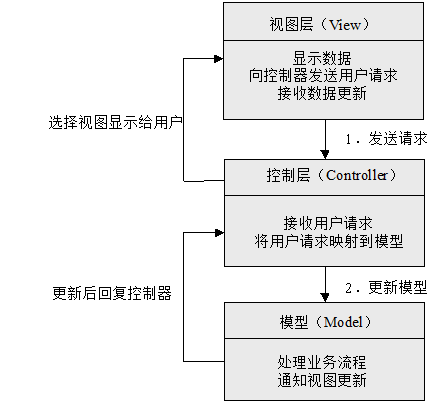 视图层（View）
显示数据
向控制器发送用户请求
接收数据更新
选择视图显示给用户
1．发送请求
控制层（Controller）
接收用户请求
将用户请求映射到模型
更新后回复控制器
2．更新模型
模型（Model）
处理业务流程
通知视图更新